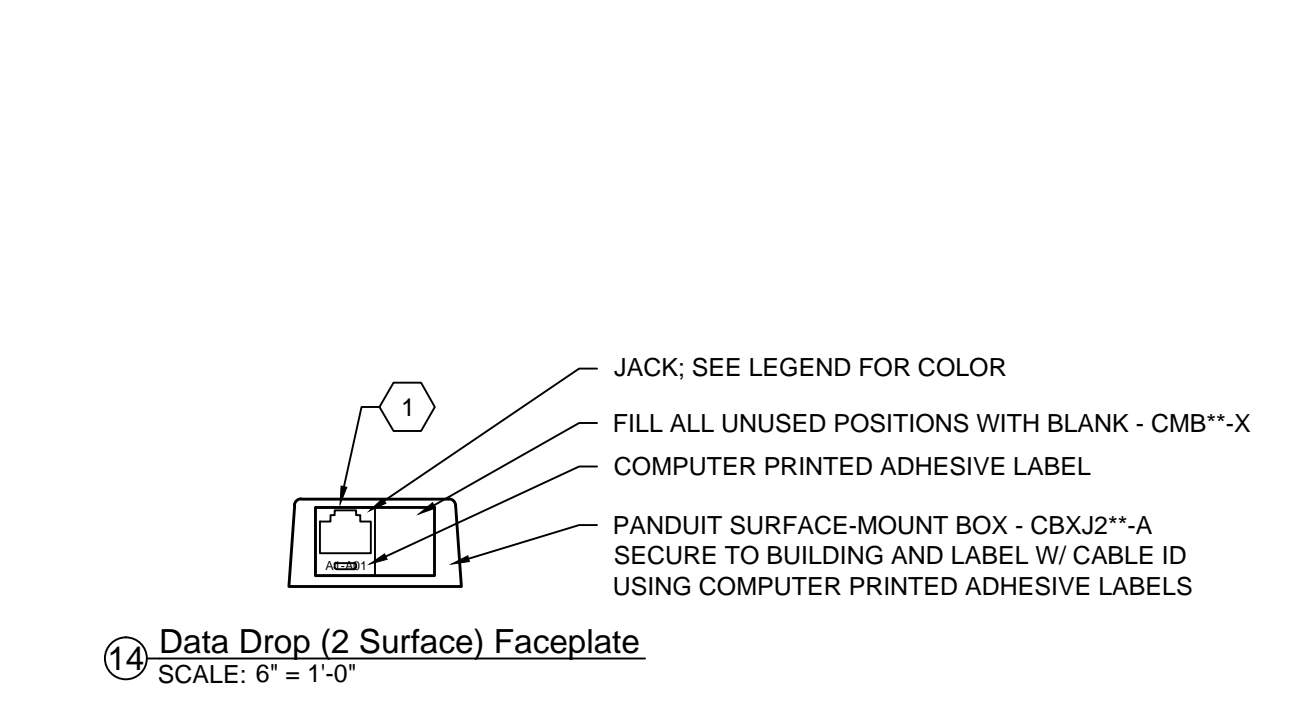 JACK; SEE LEGEND FOR COLOR
1
FILL ALL UNUSED POSITIONS WITH BLANK - CMB**-X
COMPUTER PRINTED ADHESIVE LABEL
PANDUIT SURFACE-MOUNT BOX - CBXJ2**-A
SECURE TO BUILDING AND LABEL W/ CABLE ID
USING COMPUTER PRINTED ADHESIVE LABELS
A1-A01
14 Data Drop (2 Surface) Faceplate
SCALE: 6" = 1'-0"